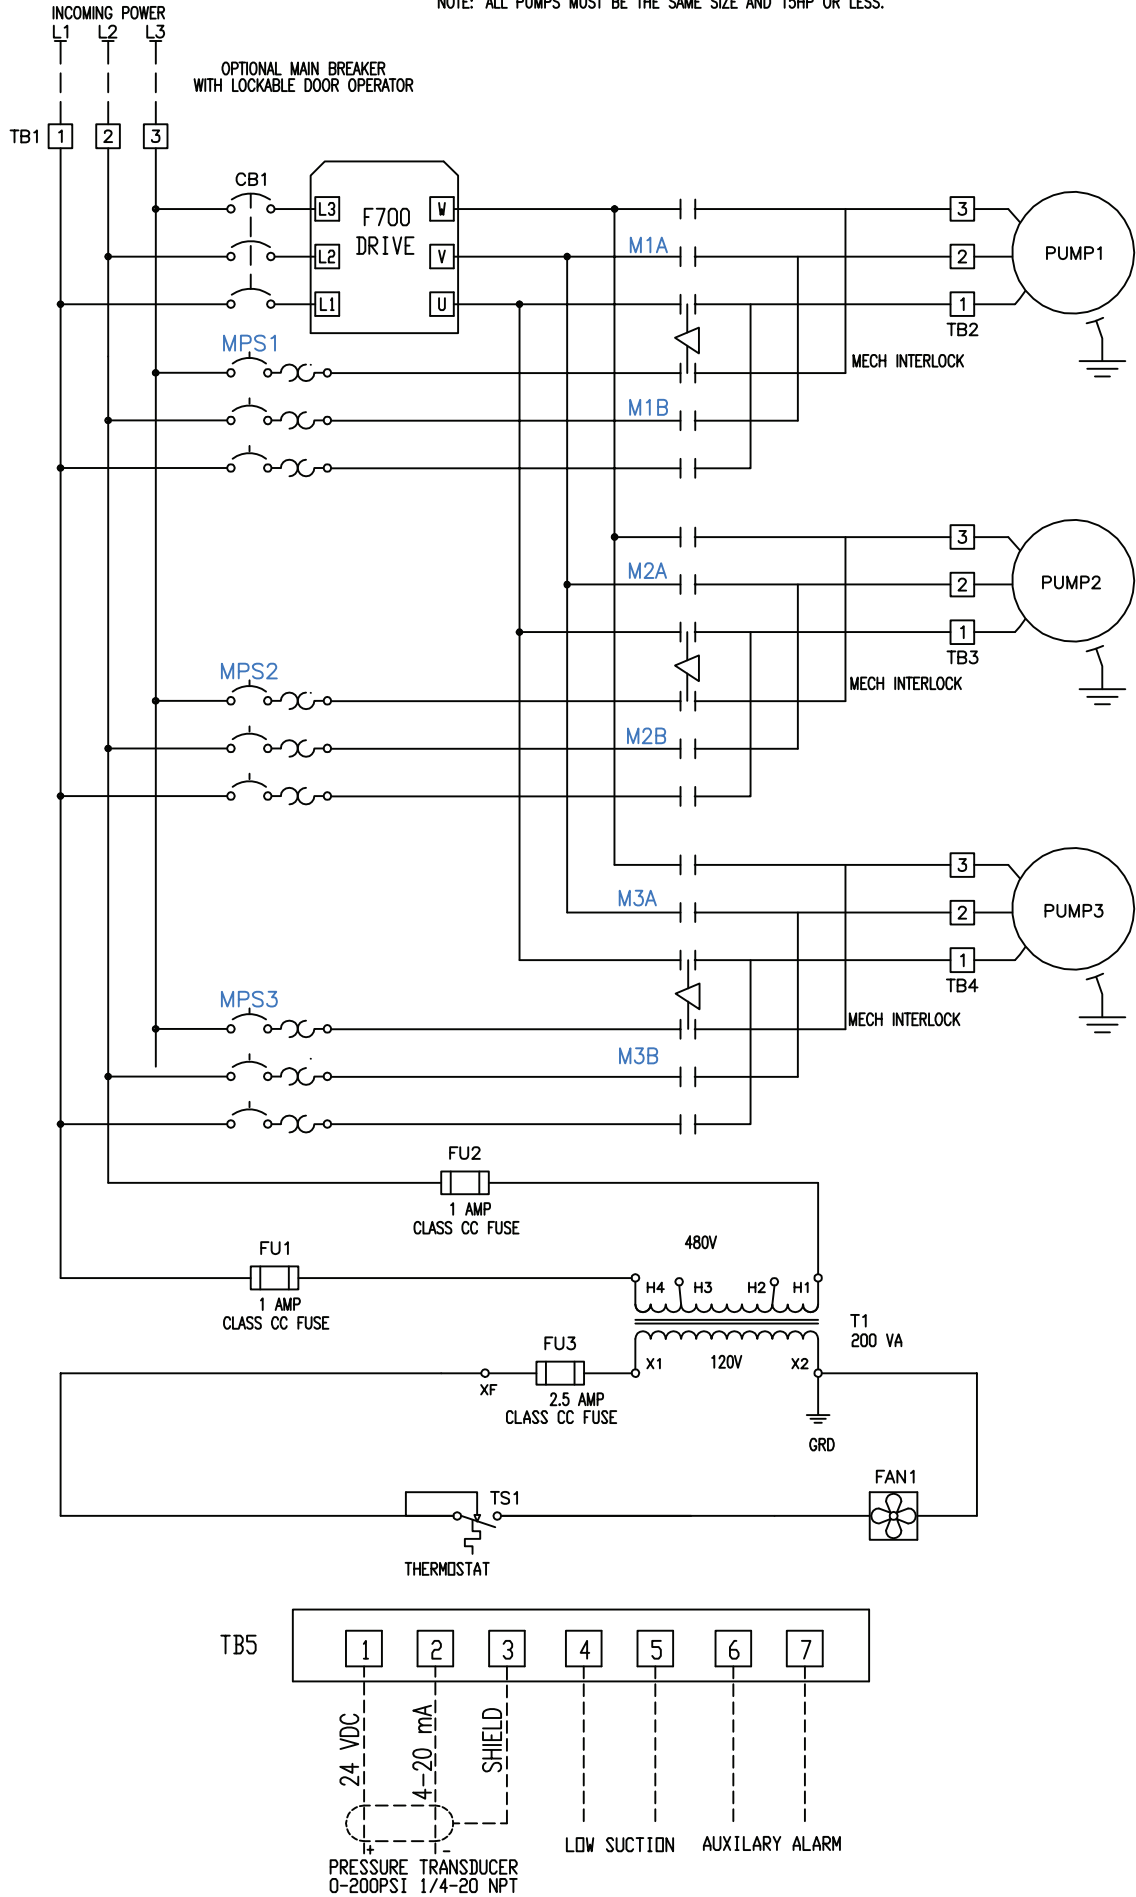 NOTE: ALL PUMPS MUST BE THE SAME SIZE AND 15HP OR LESS.
INCOMING POWER
L1 L2 L3
OPTIONAL MAIN BREAKER
WITH LOCKABLE DOOR OPERATOR
TB1 1 2 3
CB1
L3 F700 W 3
DRIVE
M1A
L2 V 2 PUMP1
L1 U 1
TB2
MPS1
MECH INTERLOCK
M1B
3
M2A
2 PUMP2
1
TB3
MPS2
MECH INTERLOCK
M2B
3
M3A
2 PUMP3
1
TB4
MPS3
MECH INTERLOCK
M3B
FU2
1 AMP
CLASS CC FUSE
480V
FU1
H4 H3 H2 H1
1 AMP
CLASS CC FUSE
T1
200 VA
FU3
X1 120V X2
XF
2.5 AMP
CLASS CC FUSE
GRD
FAN1
TS1
THERMOSTAT
TB5 1 2 3 4 5 6 7
24 VDC
4-20 mA
SHIELD
+ -
LOW SUCTION AUXILARY ALARM
PRESSURE TRANSDUCER
0-200PSI 1/4-20 NPT